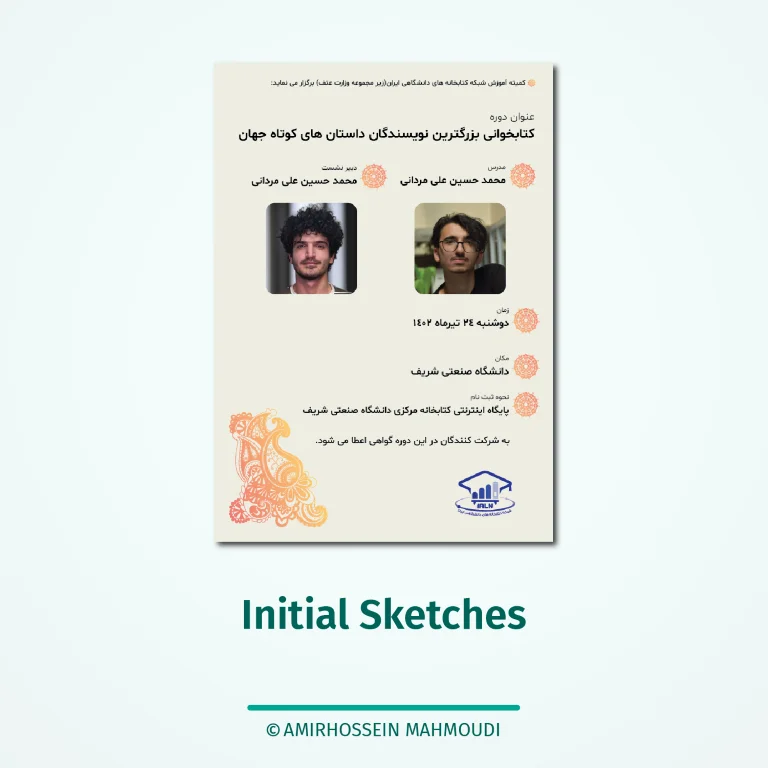 کمیته آموزش شبکه کتابخانه های دانشگاهی ایران(زیر مجموعه وزارت عتف) برگزار می نماید:
عنوان دوره
کتابخوانی بزرگترین نویسندگان داستان های کوتاه جهان
مدرس
محمد حسین علی مردانی
دبیر نشست
محمد حسین علی مردانی
زمان
دوشنبه ٢٤ تیرماه ١٤٠٢
مکان
دانشگاه صنعتی شریف
نحوه ثبت نام
پایگاه اینترنتی کتابخانه مرکزی دانشگاه صنعتی شریف
به شرکت کنندگان در این دوره گواهی اعطا می شود.
IALN
Initial Sketches
© AMIRHOSSEIN MAHMOUDI